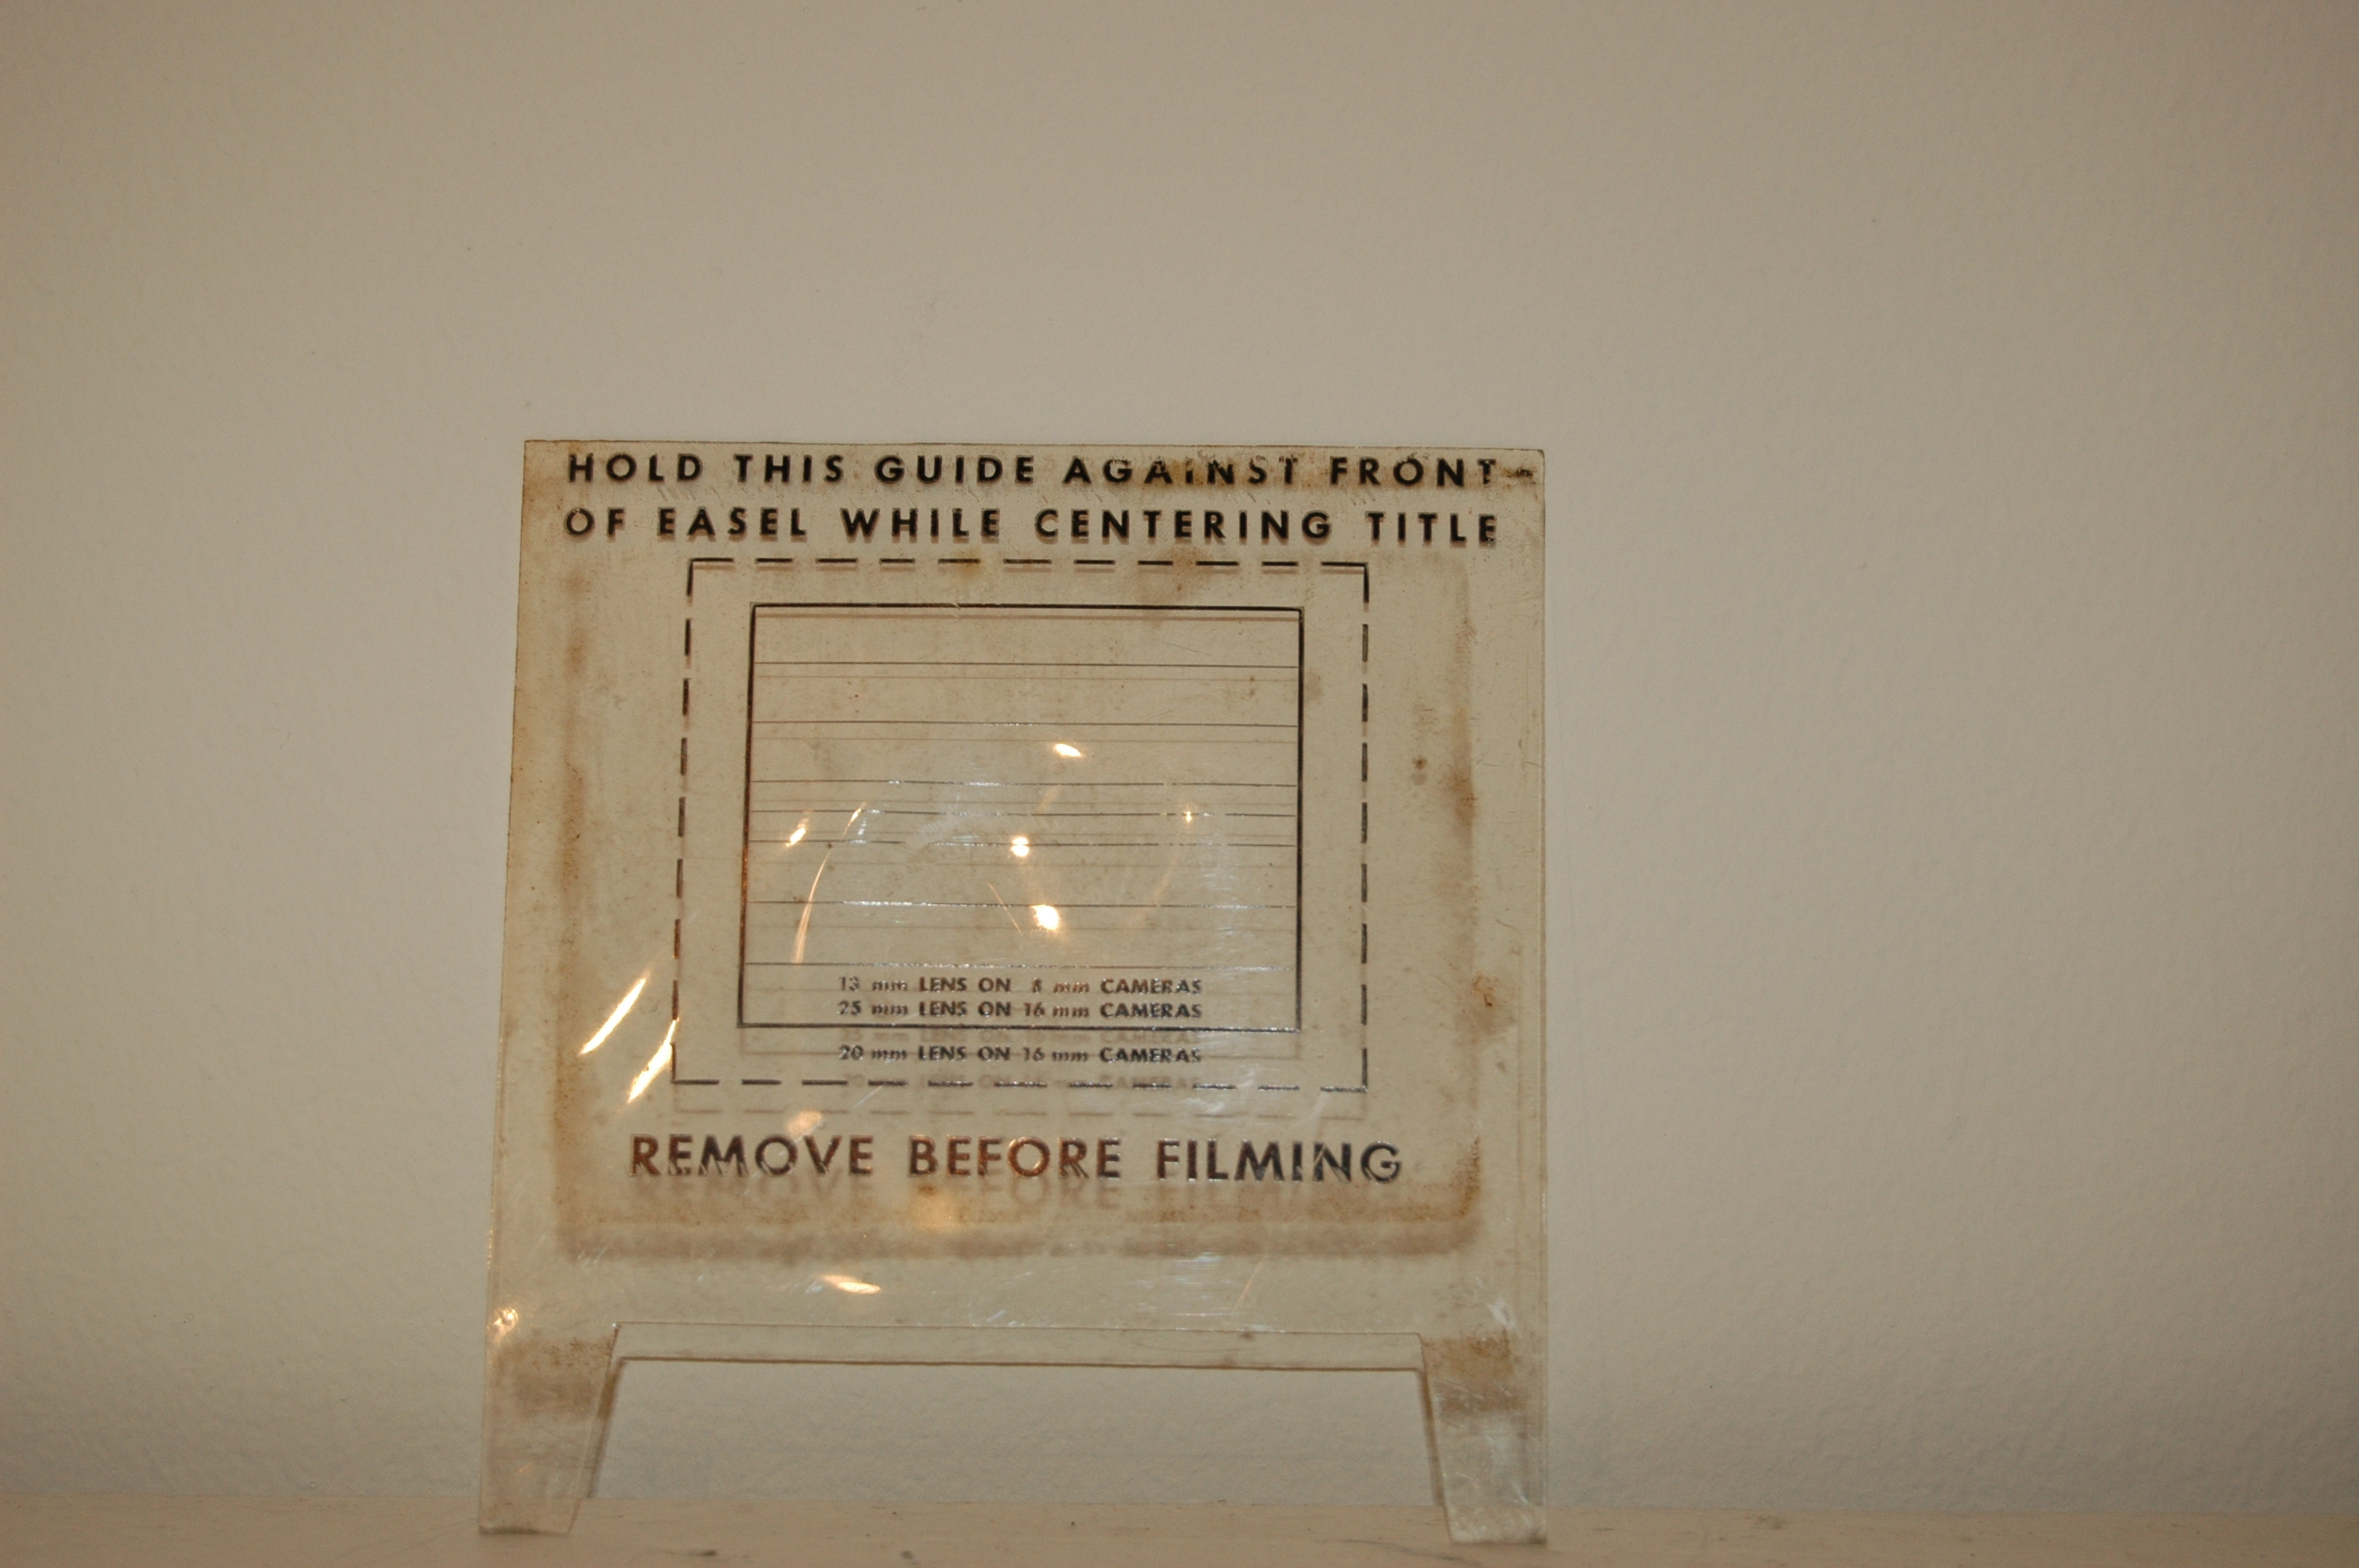 HOLD THIS GUIDE AGAINST FRONT
OF EASEL WHILE CENTERING TITLE
13 mm LENS ON 8 mm CAMERAS
25 mm LENS ON 16 mm CAMERAS
20 mm LENS ON 16 mm CAMERAS
REMOVE BEFORE FILMING